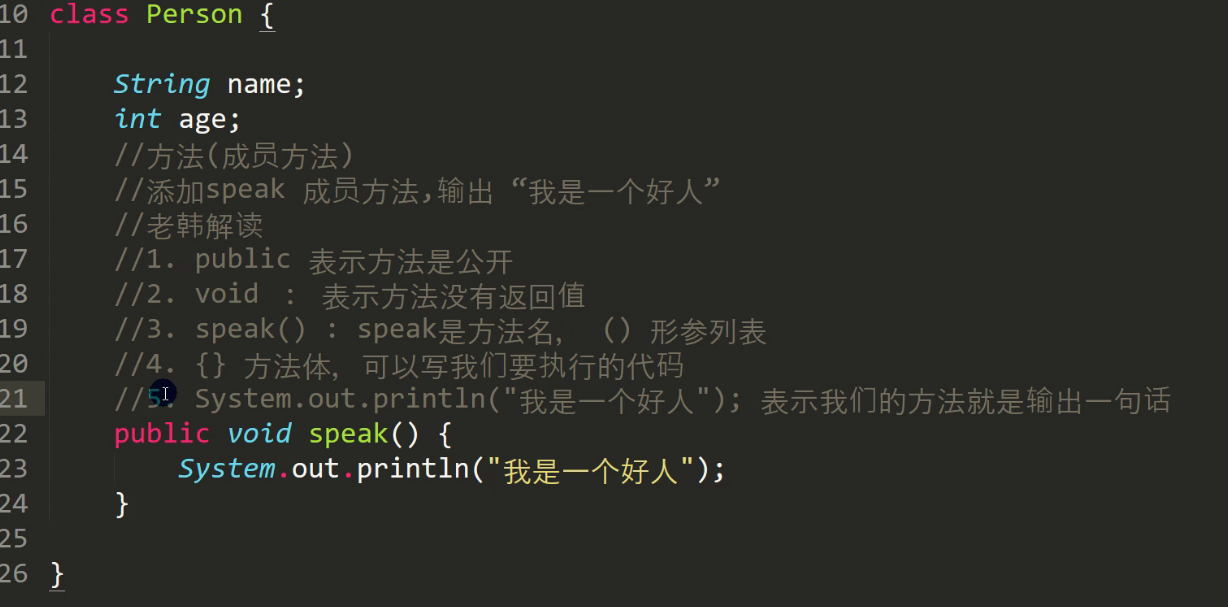 10 class Person {
11
12 String name;
13 int age;
14 //方法(成员方法)
15 //添加speak 成员方法,输出 “我是一个好人”
16 //老韩解读
17 //1. public 表示方法是公开
18 //2. void : 表示方法没有返回值
19 //3. speak() : speak是方法名, () 形参列表
20 //4. {} 方法体, 可以写我们要执行的代码
21 //5. System.out.println("我是一个好人"); 表示我们的方法就是输出一句话
22 public void speak() {
23 System.out.println("我是一个好人");
24 }
25
26 }